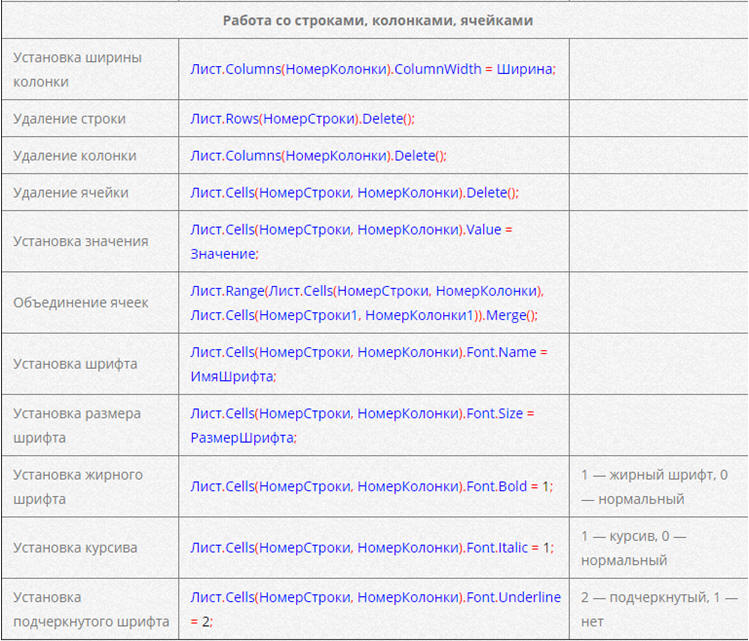 Работа со строками, колонками, ячейками
Установка ширины
колонки
Лист.Columns(НомерКолонки).ColumnWidth = Ширина;
Удаление строки
Лист.Rows(НомерСтроки).Delete();
Удаление колонки
Лист.Columns(НомерКолонки).Delete();
Удаление ячейки
Лист.Cells(НомерСтроки, НомерКолонки).Delete();
Установка значения
Лист.Cells(НомерСтроки, НомерКолонки).Value =
Значение;
Объединение ячеек
Лист.Range(Лист.Cells(НомерСтроки, НомерКолонки),
Лист.Cells(НомерСтроки1, НомерКолонки1)).Merge();
Установка шрифта
Лист.Cells(НомерСтроки, НомерКолонки).Font.Name =
ИмяШрифта;
Установка размера
шрифта
Лист.Cells(НомерСтроки, НомерКолонки).Font.Size =
РазмерШрифта;
Установка жирного
шрифта
Лист.Cells(НомерСтроки, НомерКолонки).Font.Bold = 1;
1 — жирный шрифт, 0
— нормальный
Установка курсива
Лист.Cells(НомерСтроки, НомерКолонки).Font.Italic = 1;
1 — курсив, 0 —
нормальный
Установка
подчеркнутого шрифта
Лист.Cells(НомерСтроки, НомерКолонки).Font.Underline
= 2;
2 — подчеркнутый, 1 —
нет